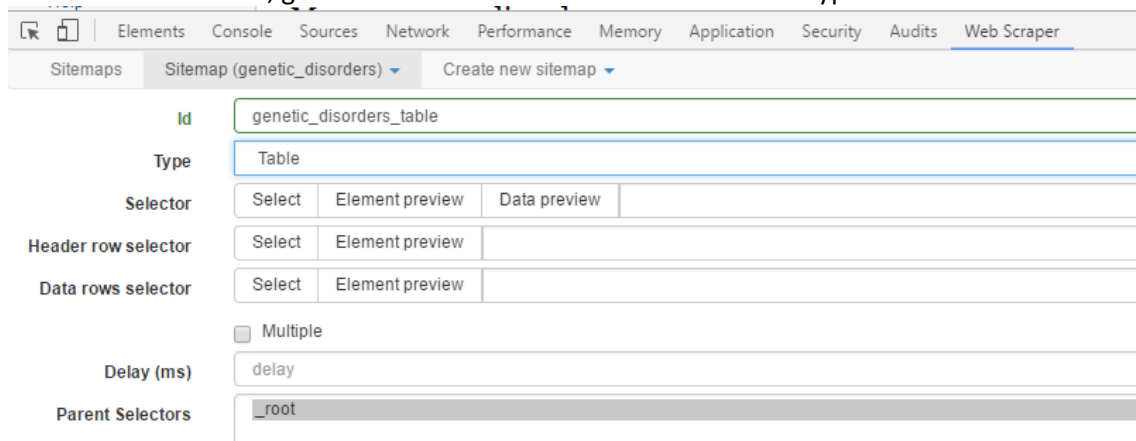 Elements Console Sources Network Performance Memory Application Security Audits Web Scraper
Sitemaps Sitemap (genetic_disorders) Create new sitemap
Id genetic_disorders_table
Type Table
Selector Select Element preview Data preview
Header row selector Select Element preview
Data rows selector Select Element preview
Multiple
Delay (ms) delay
Parent Selectors _root